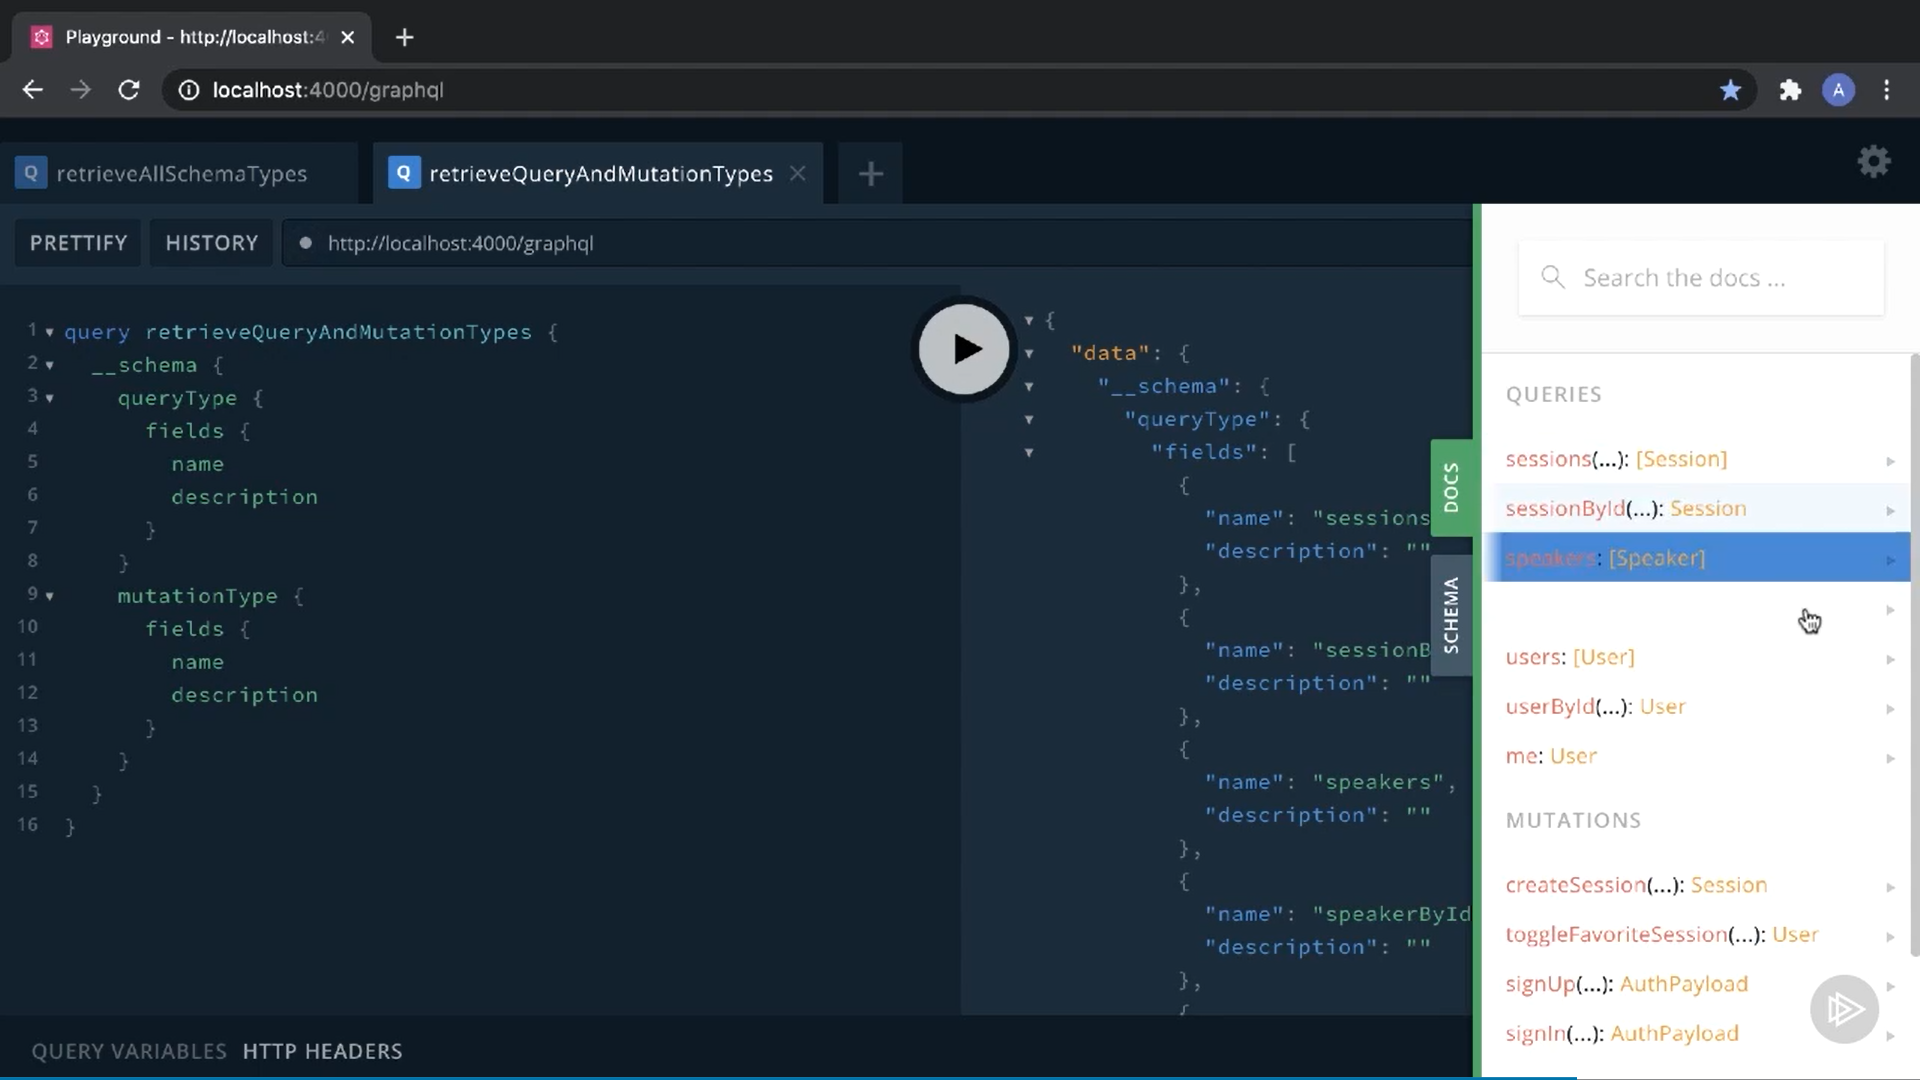 Playground - http://localhost:4
localhost:4000/graphql
Q retrieveAllSchemaTypes
Q retrieveQueryAndMutationTypes
PRETTIFY
HISTORY
http://localhost:4000/graphql
1 query retrieveQueryAndMutationTypes {
2 __schema {
3 queryType {
4 fields {
5 name
6 description
7 }
8 }
9 mutationType {
10 fields {
11 name
12 description
13 }
14 }
15 }
16 }
{
"data": {
"__schema": {
"queryType": {
"fields": [
{
"name": "sessions
"description": ""
},
{
"name": "sessionB
"description": ""
},
{
"name": "speakers",
"description": ""
},
{
"name": "speakerById
"description": ""
},
{
DOCS
SCHEMA
Search the docs ...
QUERIES
sessions(...): [Session]
sessionById(...): Session
speakers: [Speaker]
users: [User]
userById(...): User
me: User
MUTATIONS
createSession(...): Session
toggleFavoriteSession(...): User
signUp(...): AuthPayload
signIn(...): AuthPayload
QUERY VARIABLES
HTTP HEADERS
A